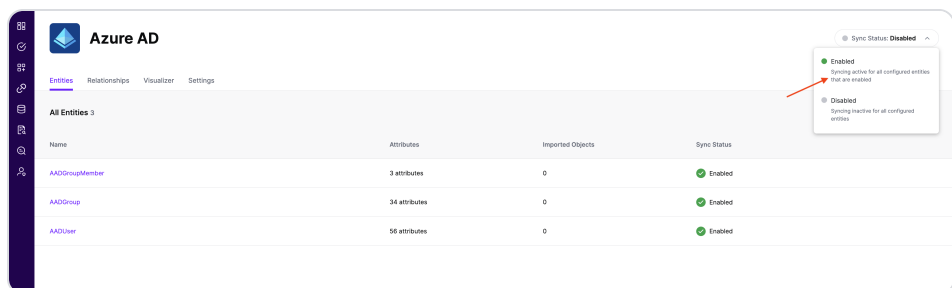 Azure AD
Sync Status: Disabled
Enabled
Syncing active for all configured entities
that are enabled
Disabled
Syncing inactive for all configured
entities
Entities Relationships Visualizer Settings
All Entities 3
Name Attributes Imported Objects Sync Status
AADGroupMember 3 attributes 0 Enabled
AADGroup 34 attributes 0 Enabled
AADUser 56 attributes 0 Enabled